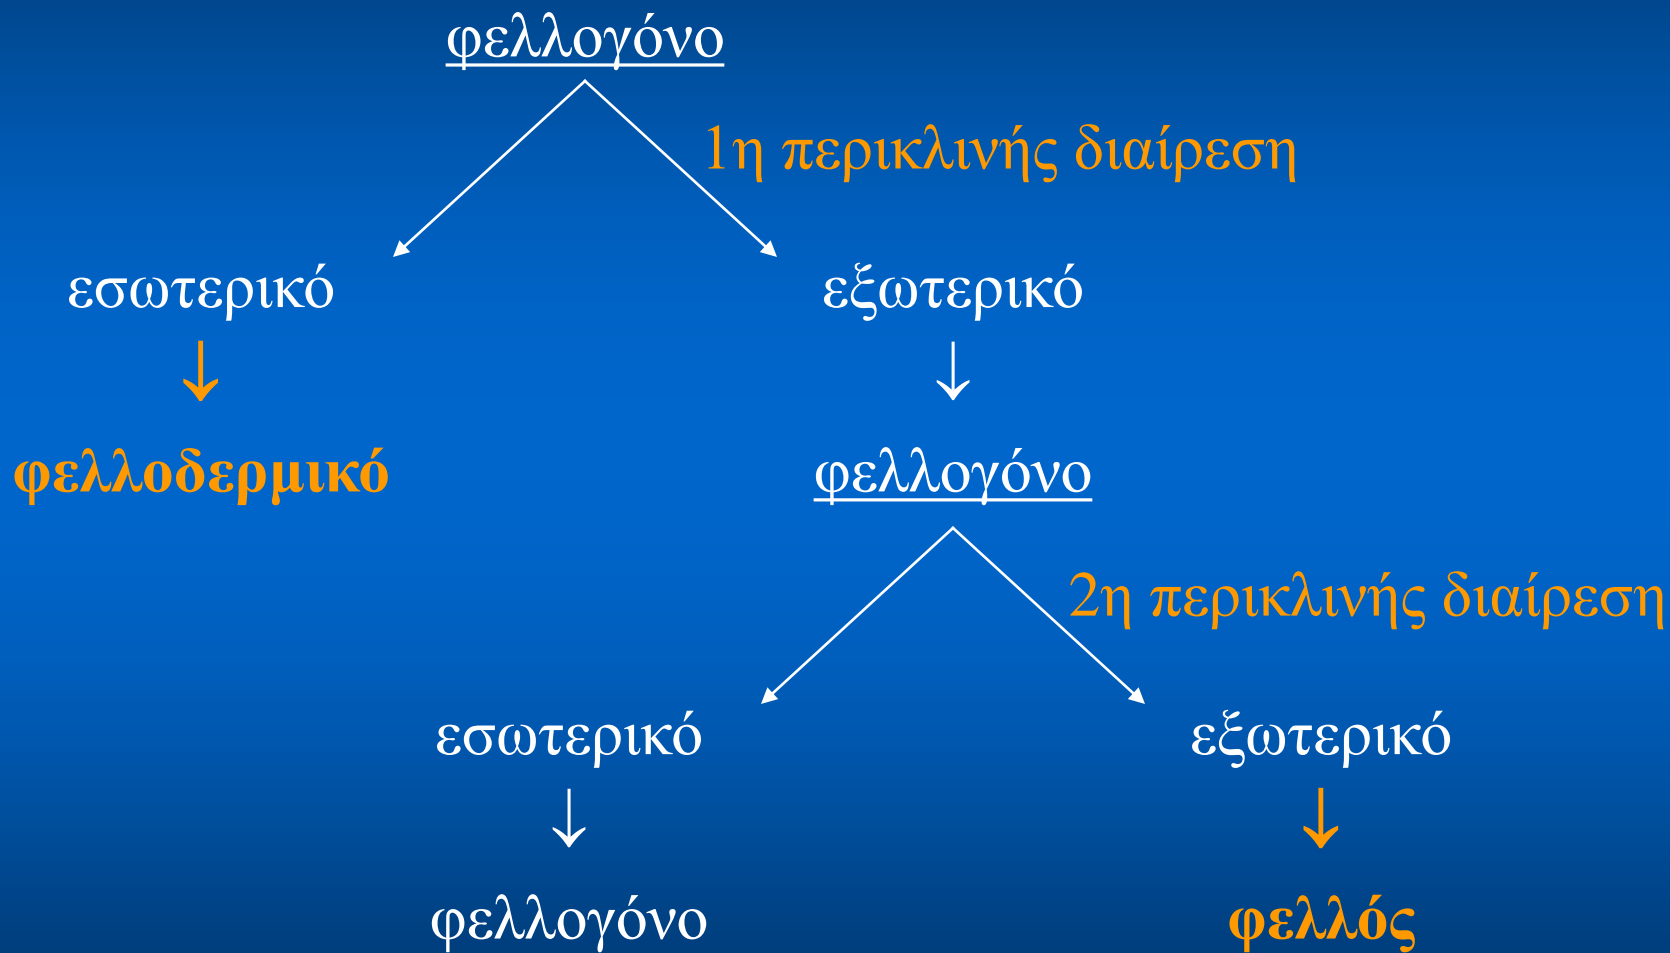 φελλογόνο
1η περικλινής διαίρεση
εσωτερικό
εξωτερικό
↓
↓
φελλοδερμικό
φελλογόνο
2η περικλινής διαίρεση
εσωτερικό
εξωτερικό
↓
↓
φελλογόνο
φελλός